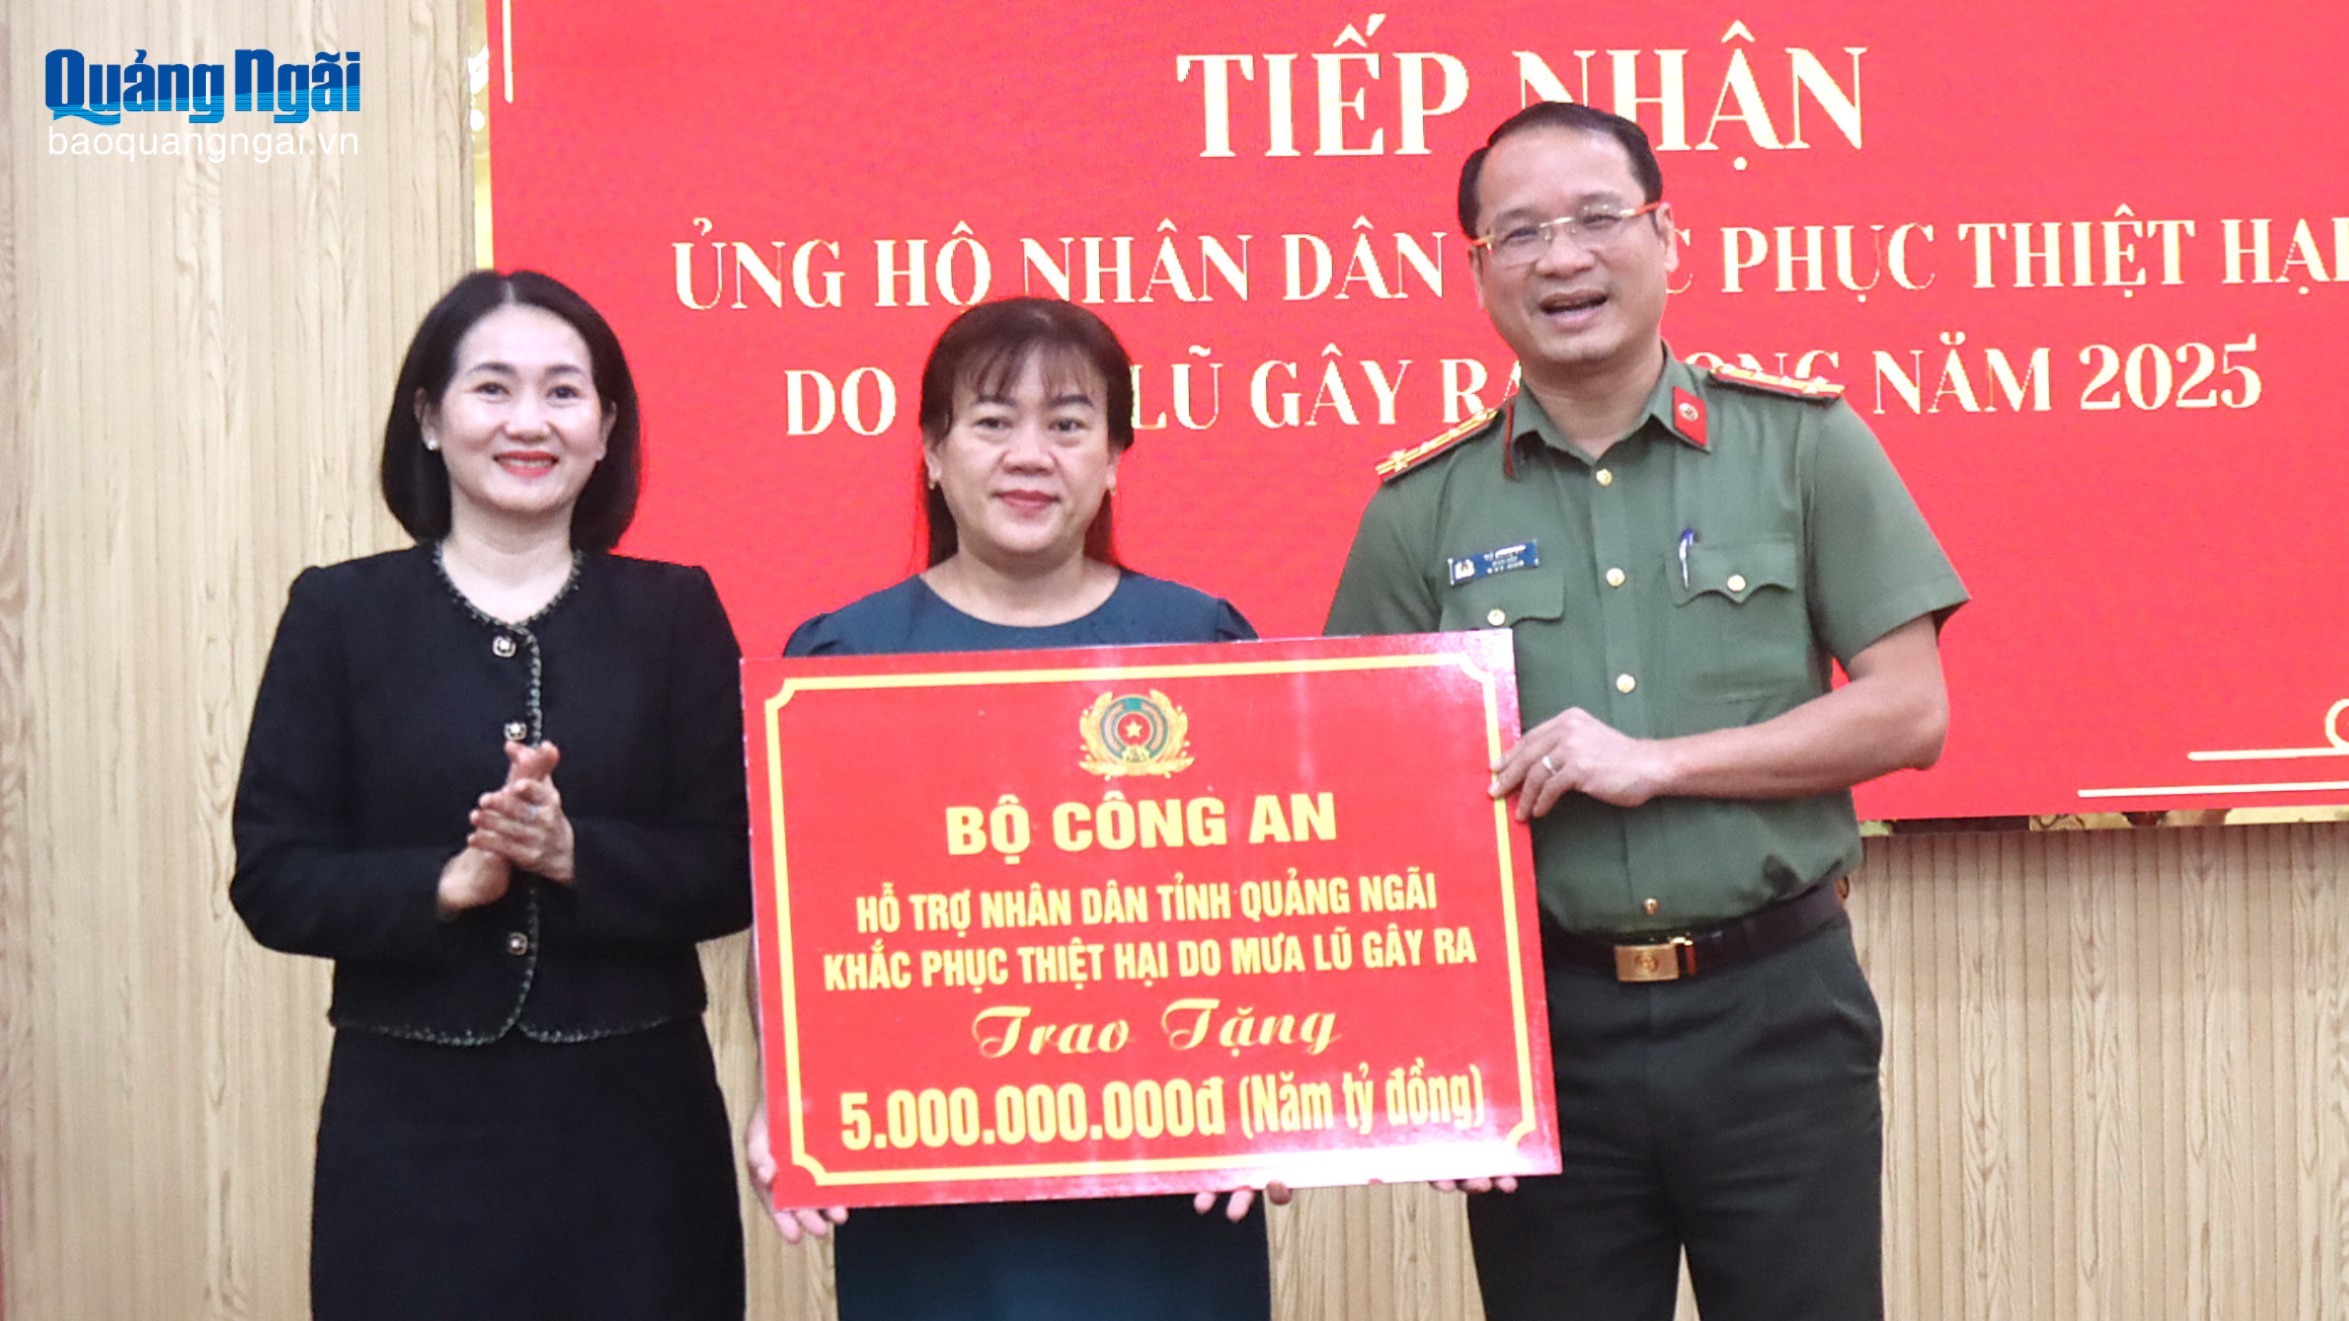 Quảng Ngãi
baoquangngai.vn
TIẾP NHẬN
ỦNG HỘ NHÂN DÂN PHỤC THIỆT HẠI
DO LŨ GÂY RA NĂM 2025
BỘ CÔNG AN
HỖ TRỢ NHÂN DÂN TỈNH QUẢNG NGÃI
KHẮC PHỤC THIỆT HẠI DO MƯA LŨ GÂY RA
Trao Tặng
5.000.000.000đ (Năm tỷ đồng)